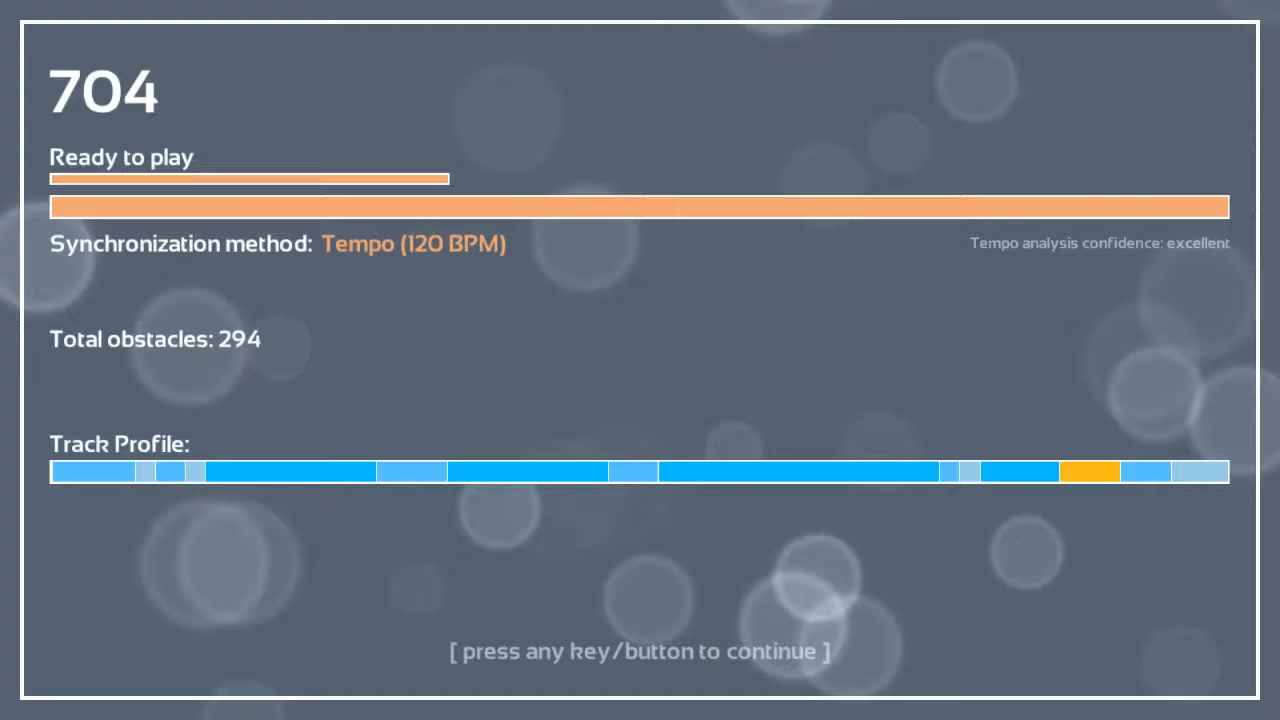 704
Ready to play
Synchronization method: Tempo (120 BPM)
Tempo analysis confidence: excellent
Total obstacles: 294
Track Profile:
[ press any key/button to continue ]